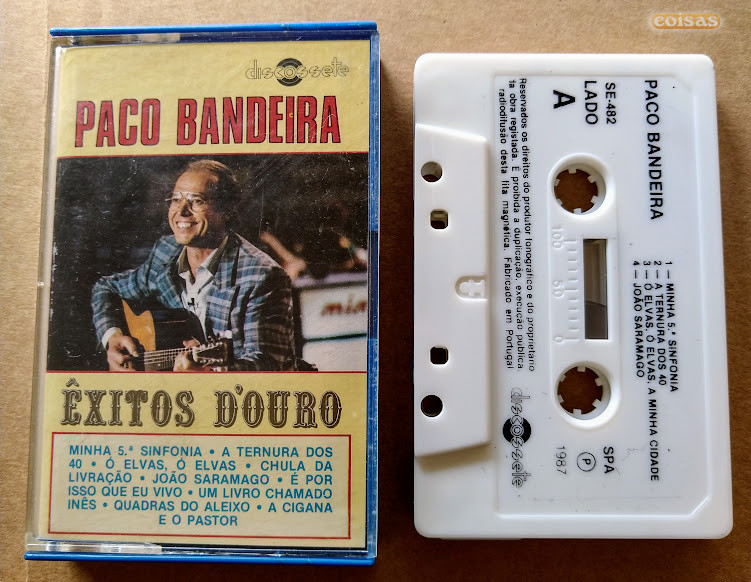 coisas
discossete
PACO BANDEIRA
mia
ÊXITOS D'OURO
MINHA 5.ª SINFONIA • A TERNURA DOS
40 • Ó ELVAS, Ó ELVAS • CHULA DA
LIVRAÇÃO • JOÃO SARAMAGO • É POR
ISSO QUE EU VIVO • UM LIVRO CHAMADO
INÊS • QUADRAS DO ALEIXO • A CIGANA
E O PASTOR
PACO BANDEIRA
SE-482
LADO
A
1 — MINHA 5.ª SINFONIA
2 — A TERNURA DOS 40
3 — Ó ELVAS, Ó ELVAS, A MINHA CIDADE
4 — JOÃO SARAMAGO
100 50 0
Reservados os direitos do produtor fonográfico e do proprietário
da obra registada. É proibida a duplicação, execução pública,
radiodifusão desta fita magnética. Fabricado em Portugal
SPA
P
1987
discossete